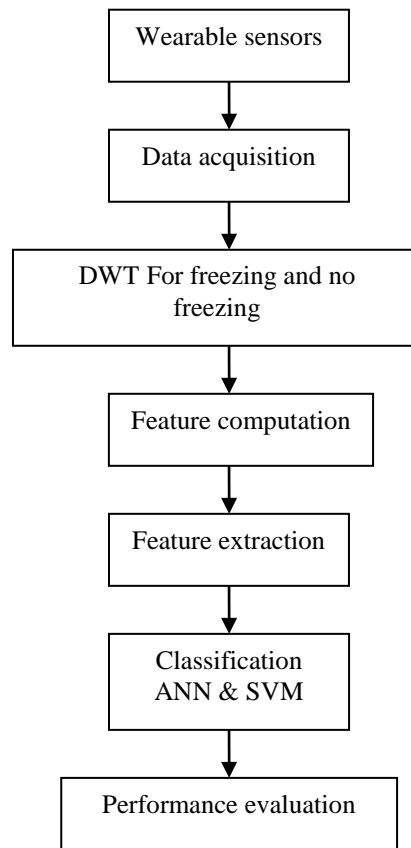 Wearable sensors
Data acquisition
DWT For freezing and no
freezing
Feature computation
Feature extraction
Classification
ANN & SVM
Performance evaluation